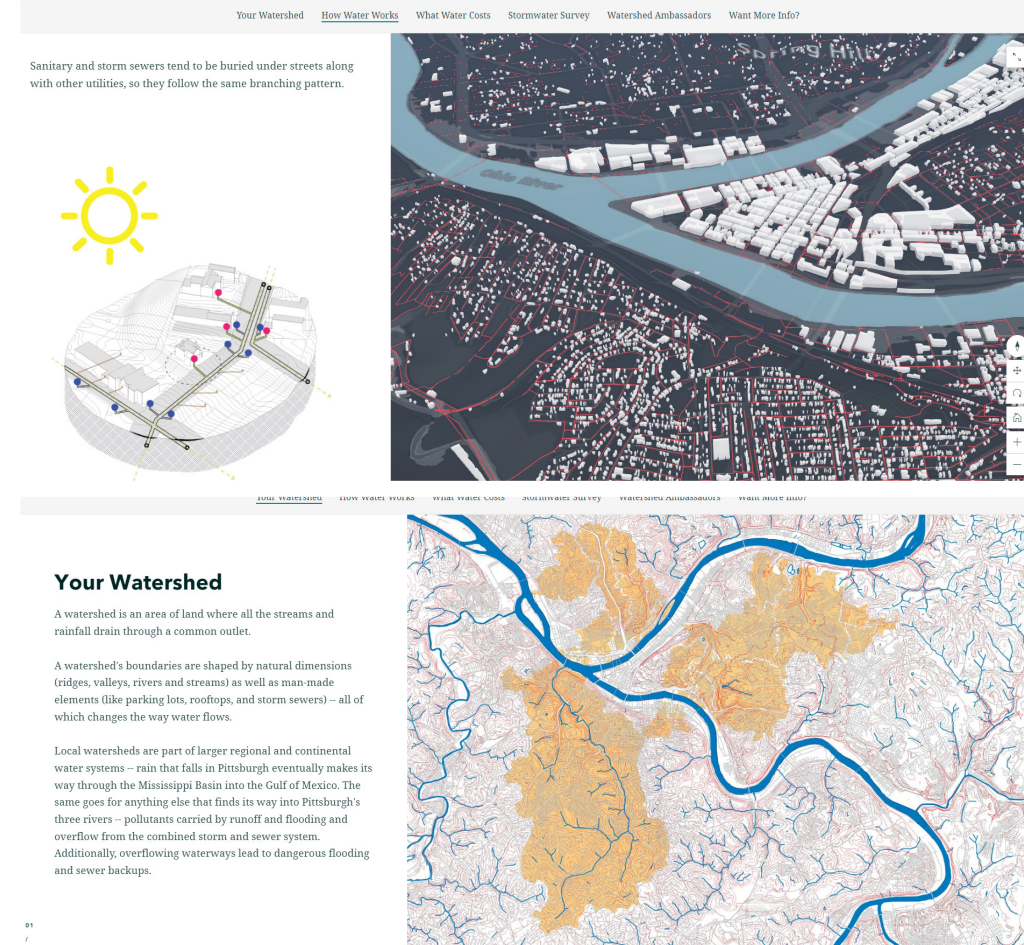 Your Watershed How Water Works What Water Costs Stormwater Survey Watershed Ambassadors Want More Info?
Sanitary and storm sewers tend to be buried under streets along
with other utilities, so they follow the same branching pattern.
Spring Hill
Ohio River
Your Watershed How Water Works What Water Costs Stormwater Survey Watershed Ambassadors Want More Info?
Your Watershed
A watershed is an area of land where all the streams and
rainfall drain through a common outlet.
A watershed's boundaries are shaped by natural dimensions
(ridges, valleys, rivers and streams) as well as man-made
elements (like parking lots, rooftops, and storm sewers) -- all of
which changes the way water flows.
Local watersheds are part of larger regional and continental
water systems -- rain that falls in Pittsburgh eventually makes its
way through the Mississippi Basin into the Gulf of Mexico. The
same goes for anything else that finds its way into Pittsburgh's
three rivers -- pollutants carried by runoff and flooding and
overflow from the combined storm and sewer system.
Additionally, overflowing waterways lead to dangerous flooding
and sewer backups.
01
/